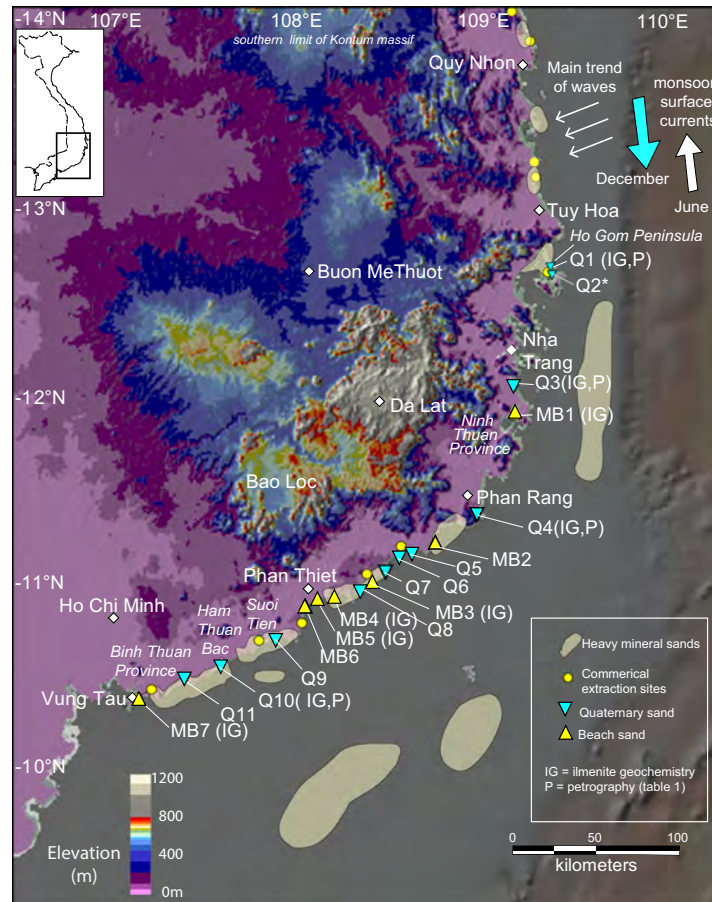 107°E
108°E
109°E
110°E
-14°N
southern limit of Kontum massif
Quy Nhon
Main trend
of waves
monsoon
surface
currents
December
June
-13°N
Tuy Hoa
Ho Gom Peninsula
Q1 (IG,P)
Q2*
Buon MeThuot
Nha
Trang
Q3(IG,P)
-12°N
Da Lat
MB1 (IG)
Ninh
Thuan
Province
Bao Loc
Phan Rang
Q4(IG,P)
MB2
Q5
Q6
Q7
-11°N
Phan Thiet
MB3 (IG)
Q8
Ho Chi Minh
Ham
Thuan
Bac
Suoi
Tien
MB4 (IG)
MB5 (IG)
MB6
Binh Thuan
Province
Q9
Q10( IG,P)
Vung Tau
Q11
MB7 (IG)
-10°N
Heavy mineral sands
Commerical
extraction sites
Quaternary sand
Beach sand
IG = ilmenite geochemistry
P = petrography (table 1)
1200
800
400
0m
Elevation
(m)
0
50
100
kilometers